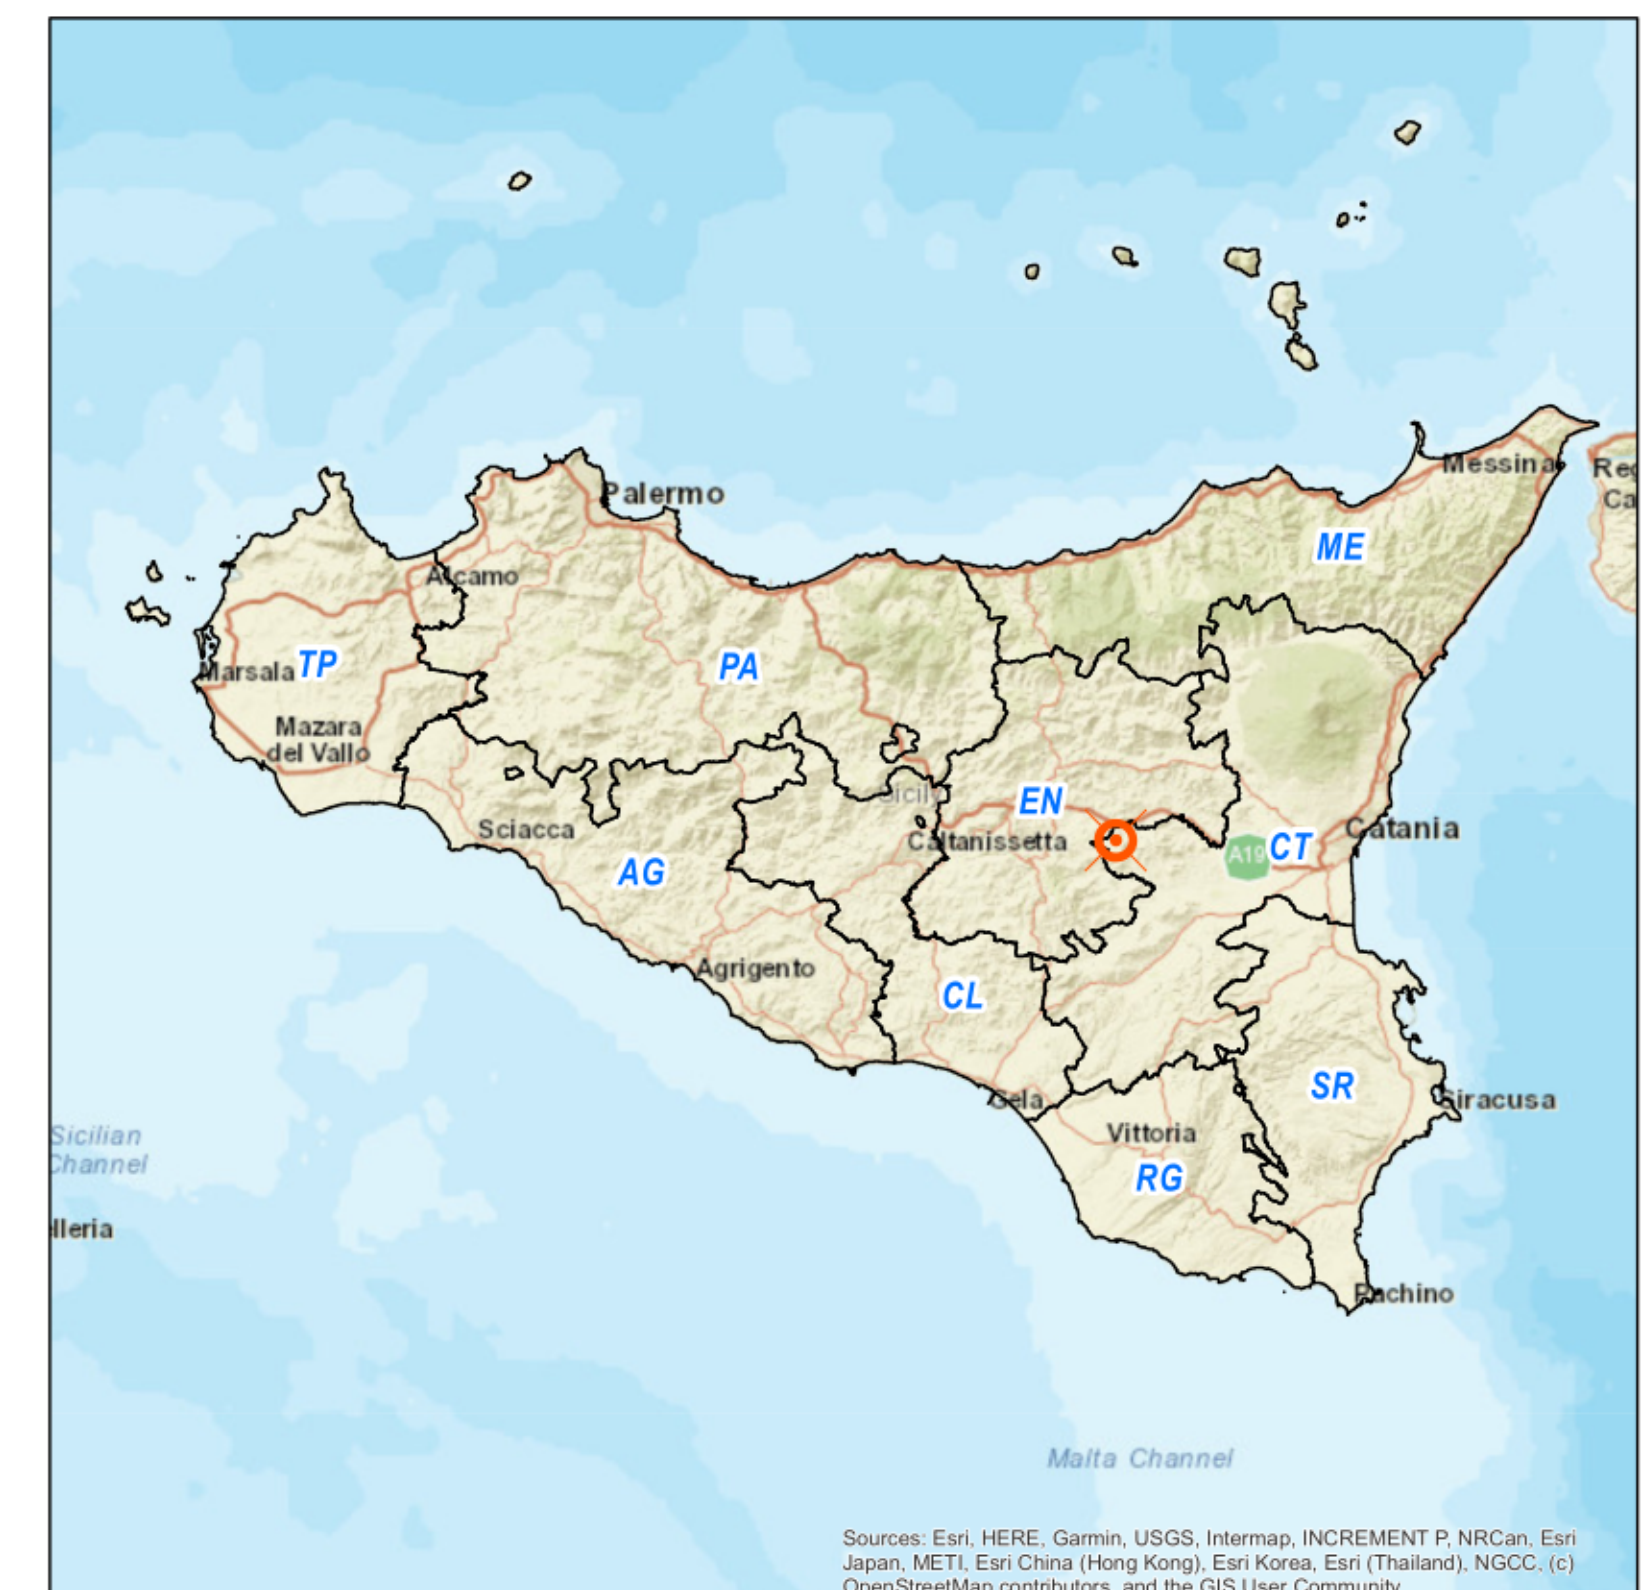 Palermo
Messina
Reg
Ca
ME
Alcamo
Marsala
TP
PA
Mazara
del Vallo
Sicily
EN
Sciacca
Caltanissetta
A19
CT
Catania
AG
Agrigento
CL
SR
Gela
Siracusa
Vittoria
Sicilian
Channel
RG
lleria
Pachino
Malta Channel
Sources: Esri, HERE, Garmin, USGS, Intermap, INCREMENT P, NRCan, Esri
Japan, METI, Esri China (Hong Kong), Esri Korea, Esri (Thailand), NGCC, (c)
OpenStreetMap contributors, and the GIS User Community